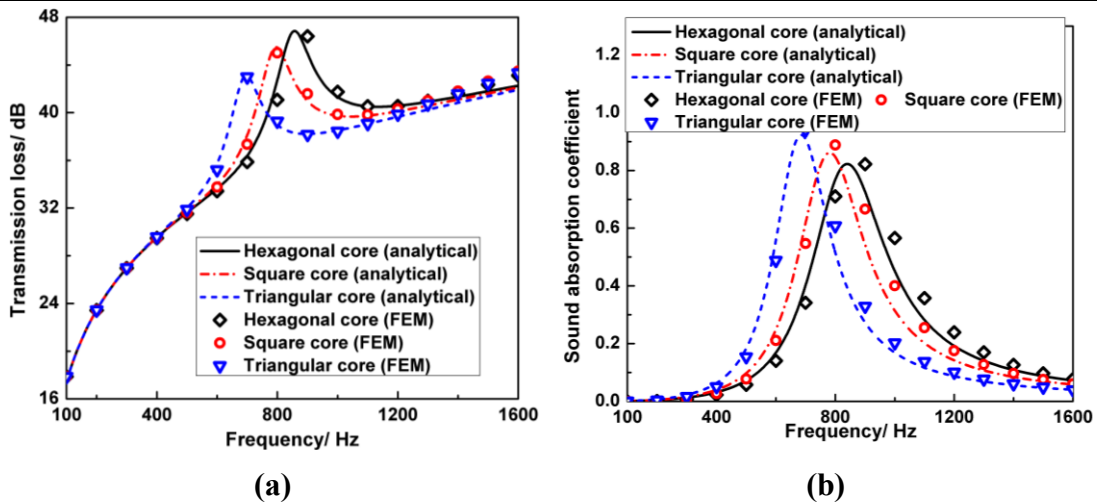 48
40
32
24
16
Transmission loss/ dB
Hexagonal core (analytical)
Square core (analytical)
Triangular core (analytical)
Hexagonal core (FEM)
Square core (FEM)
Triangular core (FEM)
100 400 800 1200 1600
Frequency/ Hz
(a)
1.2
1.0
0.8
0.6
0.4
0.2
0.0
Sound absorption coefficient
Hexagonal core (analytical)
Square core (analytical)
Triangular core (analytical)
Hexagonal core (FEM) Square core (FEM)
Triangular core (FEM)
100 400 800 1200 1600
Frequency/ Hz
(b)